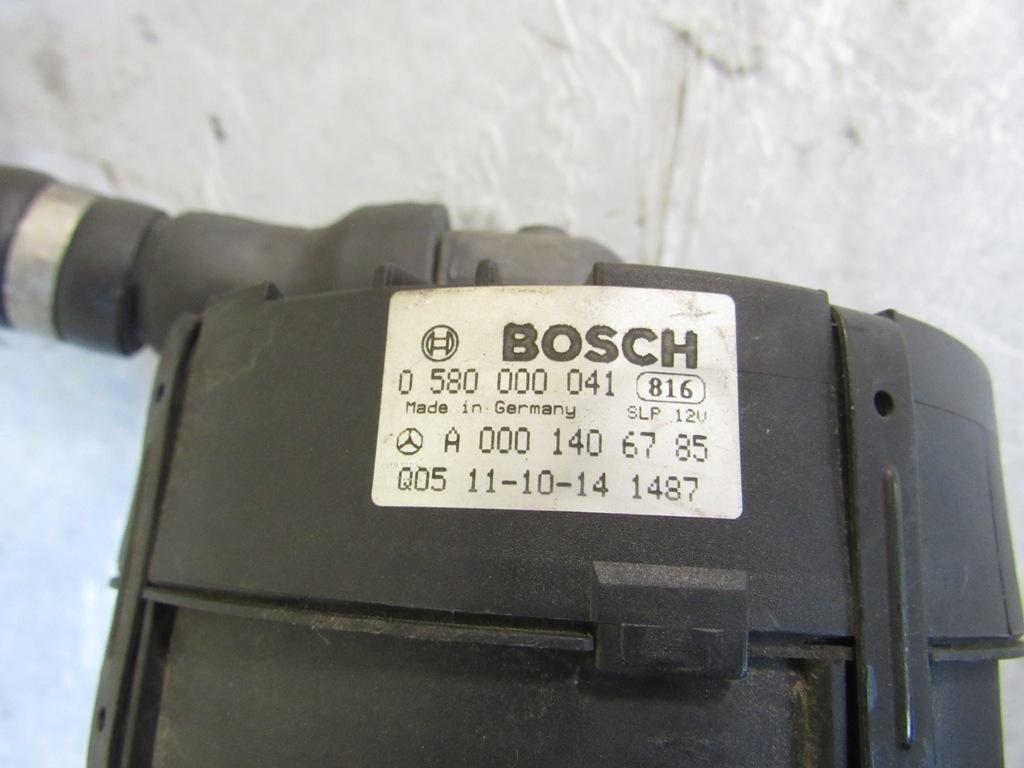 BOSCH
0 580 000 041 816
Made in Germany SLP 12V
A 000 140 67 85
Q05 11-10-14 1487